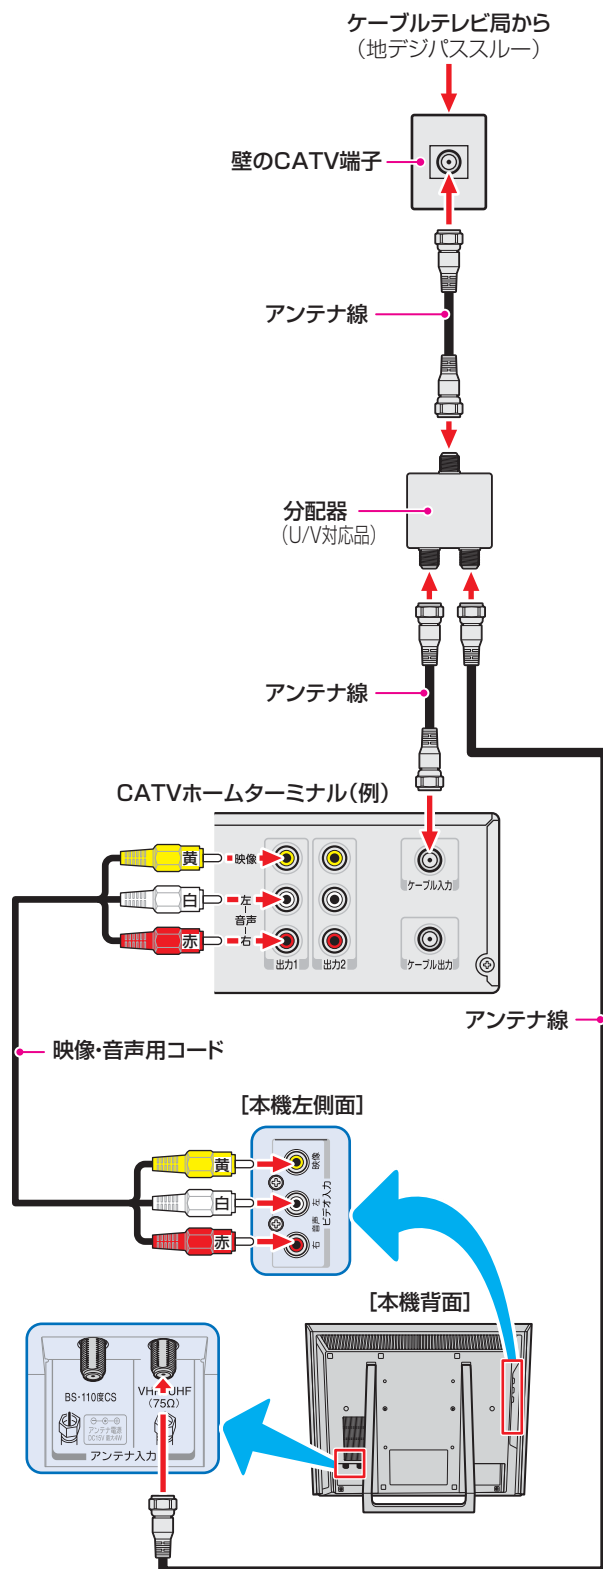 ケーブルテレビ局から
（地デジパススルー）
壁のCATV端子
アンテナ線
分配器
（U/V対応品）
アンテナ線
CATVホームターミナル（例）
黄
映像
白
左
音声
赤
右
出力1
出力2
ケーブル入力
ケーブル出力
アンテナ線
映像・音声用コード
［本機左側面］
黄
白
赤
映像
左
音声
右
ビデオ入力
［本機背面］
BS・110度CS
アンテナ電源
DC15V 最大4W
VHF/UHF
（75Ω）
アンテナ入力